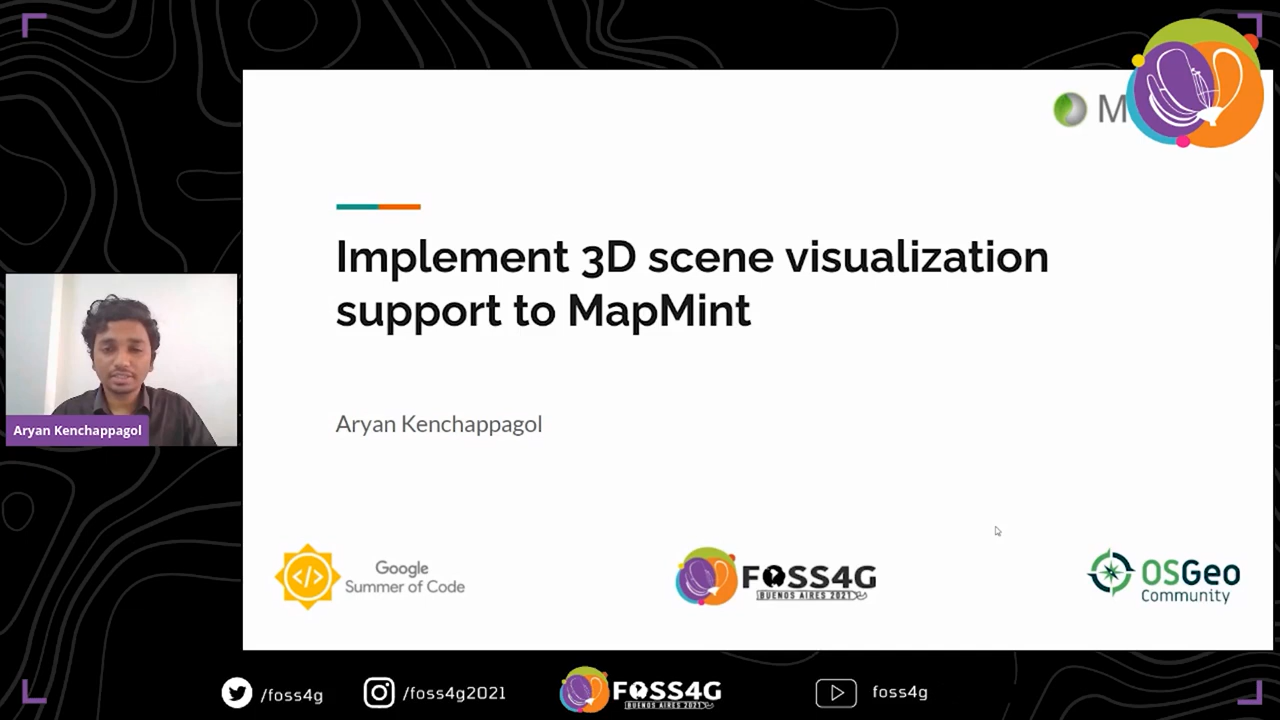 M
Implement 3D scene visualization
support to MapMint
Aryan Kenchappagol
Aryan Kenchappagol
Google
Summer of Code
FOSS4G
BUENOS AIRES 2021
OSGeo
Community
/foss4g
/foss4g2021
FOSS4G
BUENOS AIRES 2021
foss4g